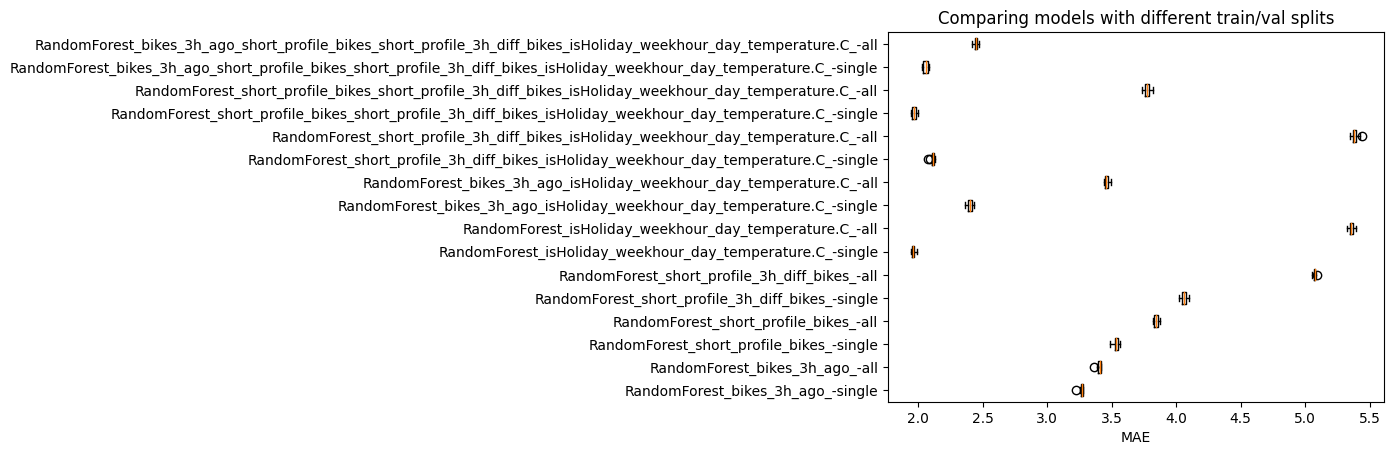 Comparing models with different train/val splits
RandomForest_bikes_3h_ago_short_profile_bikes_short_profile_3h_diff_bikes_isHoliday_weekhour_day_temperature.C_-all
RandomForest_bikes_3h_ago_short_profile_bikes_short_profile_3h_diff_bikes_isHoliday_weekhour_day_temperature.C_-single
RandomForest_short_profile_bikes_short_profile_3h_diff_bikes_isHoliday_weekhour_day_temperature.C_-all
RandomForest_short_profile_bikes_short_profile_3h_diff_bikes_isHoliday_weekhour_day_temperature.C_-single
RandomForest_short_profile_3h_diff_bikes_isHoliday_weekhour_day_temperature.C_-all
RandomForest_short_profile_3h_diff_bikes_isHoliday_weekhour_day_temperature.C_-single
RandomForest_bikes_3h_ago_isHoliday_weekhour_day_temperature.C_-all
RandomForest_bikes_3h_ago_isHoliday_weekhour_day_temperature.C_-single
RandomForest_isHoliday_weekhour_day_temperature.C_-all
RandomForest_isHoliday_weekhour_day_temperature.C_-single
RandomForest_short_profile_3h_diff_bikes_-all
RandomForest_short_profile_3h_diff_bikes_-single
RandomForest_short_profile_bikes_-all
RandomForest_short_profile_bikes_-single
RandomForest_bikes_3h_ago_-all
RandomForest_bikes_3h_ago_-single
2.0 2.5 3.0 3.5 4.0 4.5 5.0 5.5
MAE